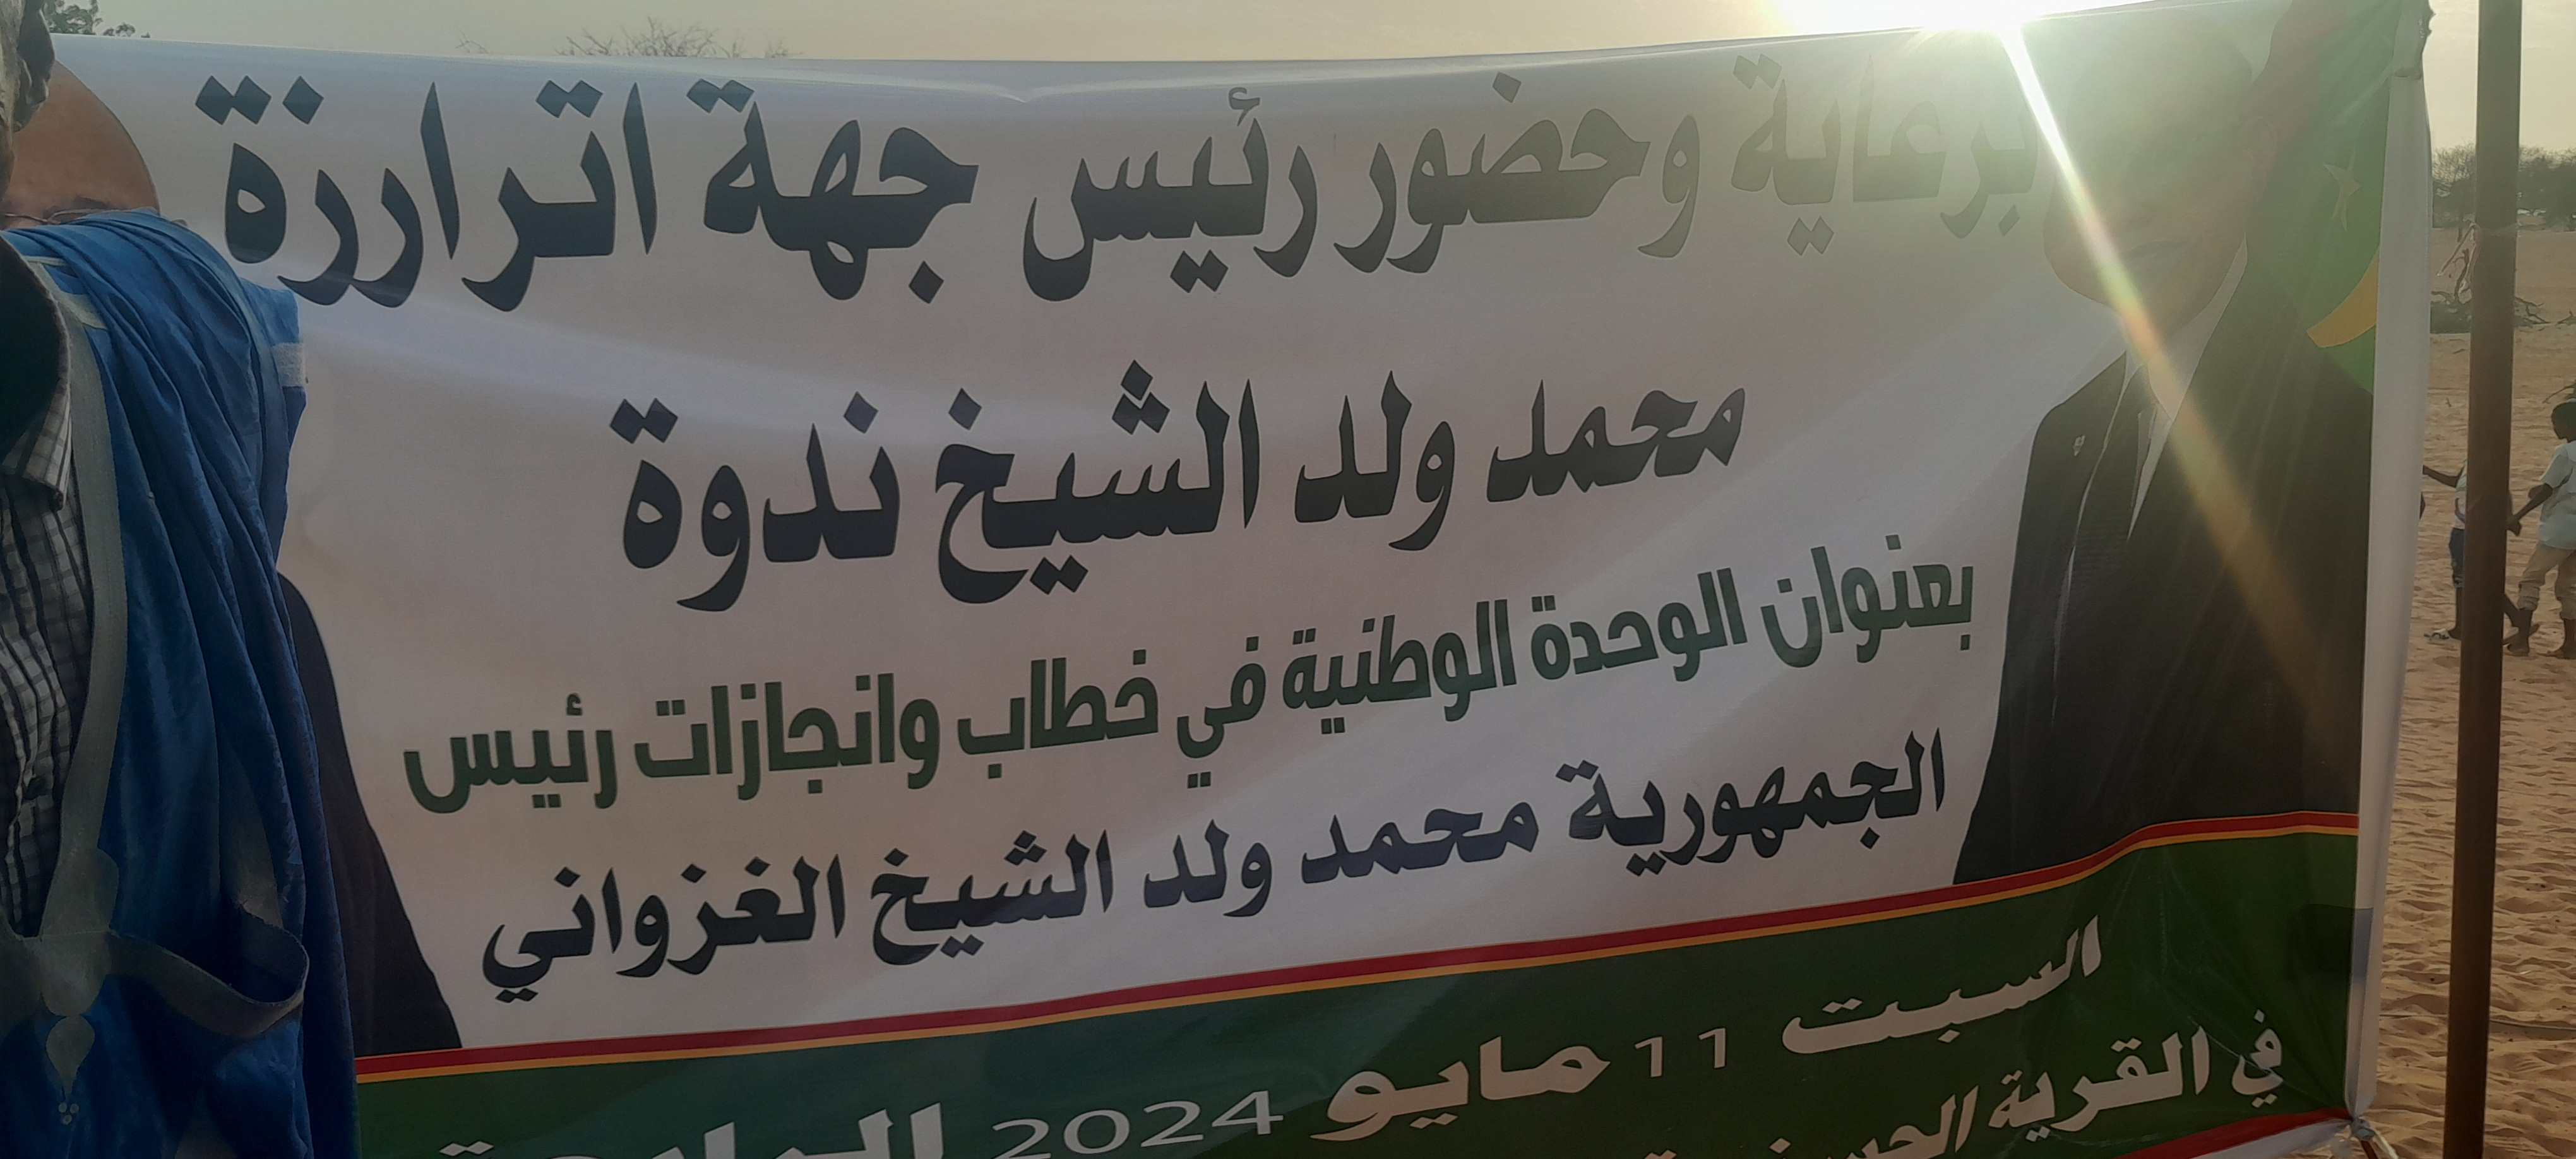 برعاية وحضور رئيس جهة اترارزة
محمد ولد الشيخ ندوة
بعنوان الوحدة الوطنية في خطاب وانجازات رئيس
الجمهورية محمد ولد الشيخ الغزواني
السبت 11 مايو 2024
في القرية